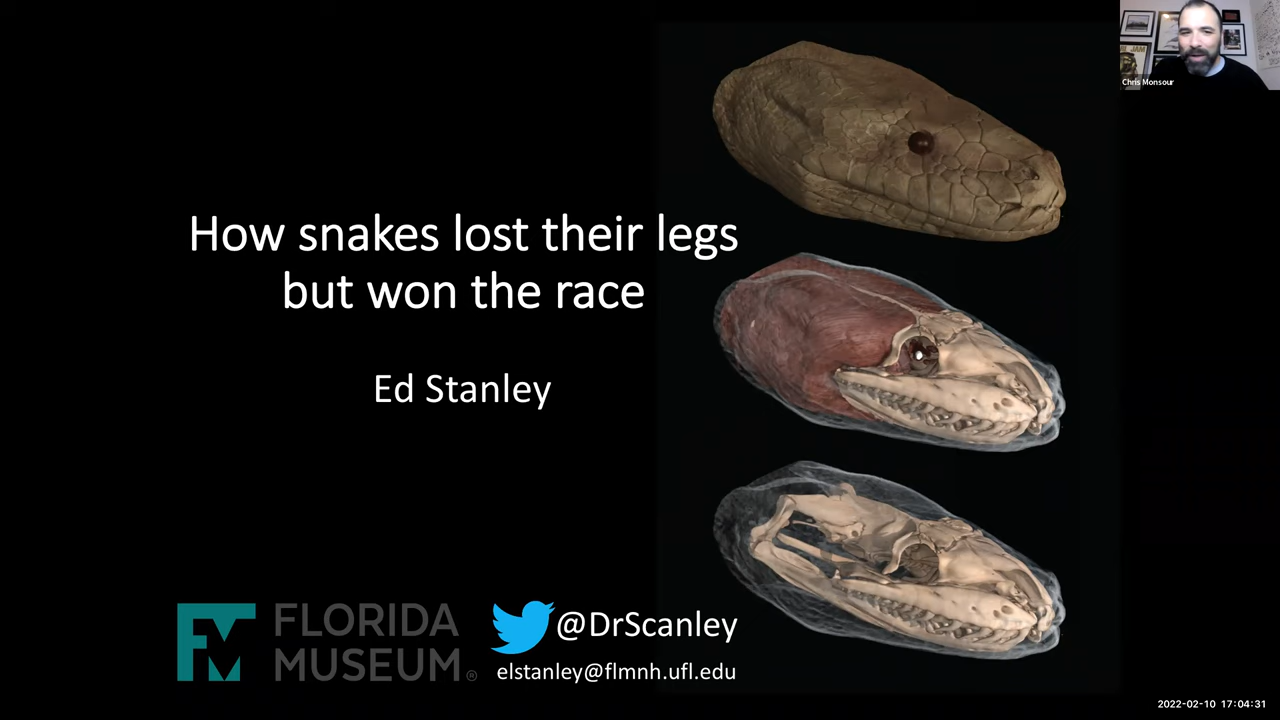 How snakes lost their legs
but won the race
Ed Stanley
FLORIDA
MUSEUM®
@DrScanley
elstanley@flmnh.ufl.edu
JAM
Chris Monsour
2022-02-10 17:04:31